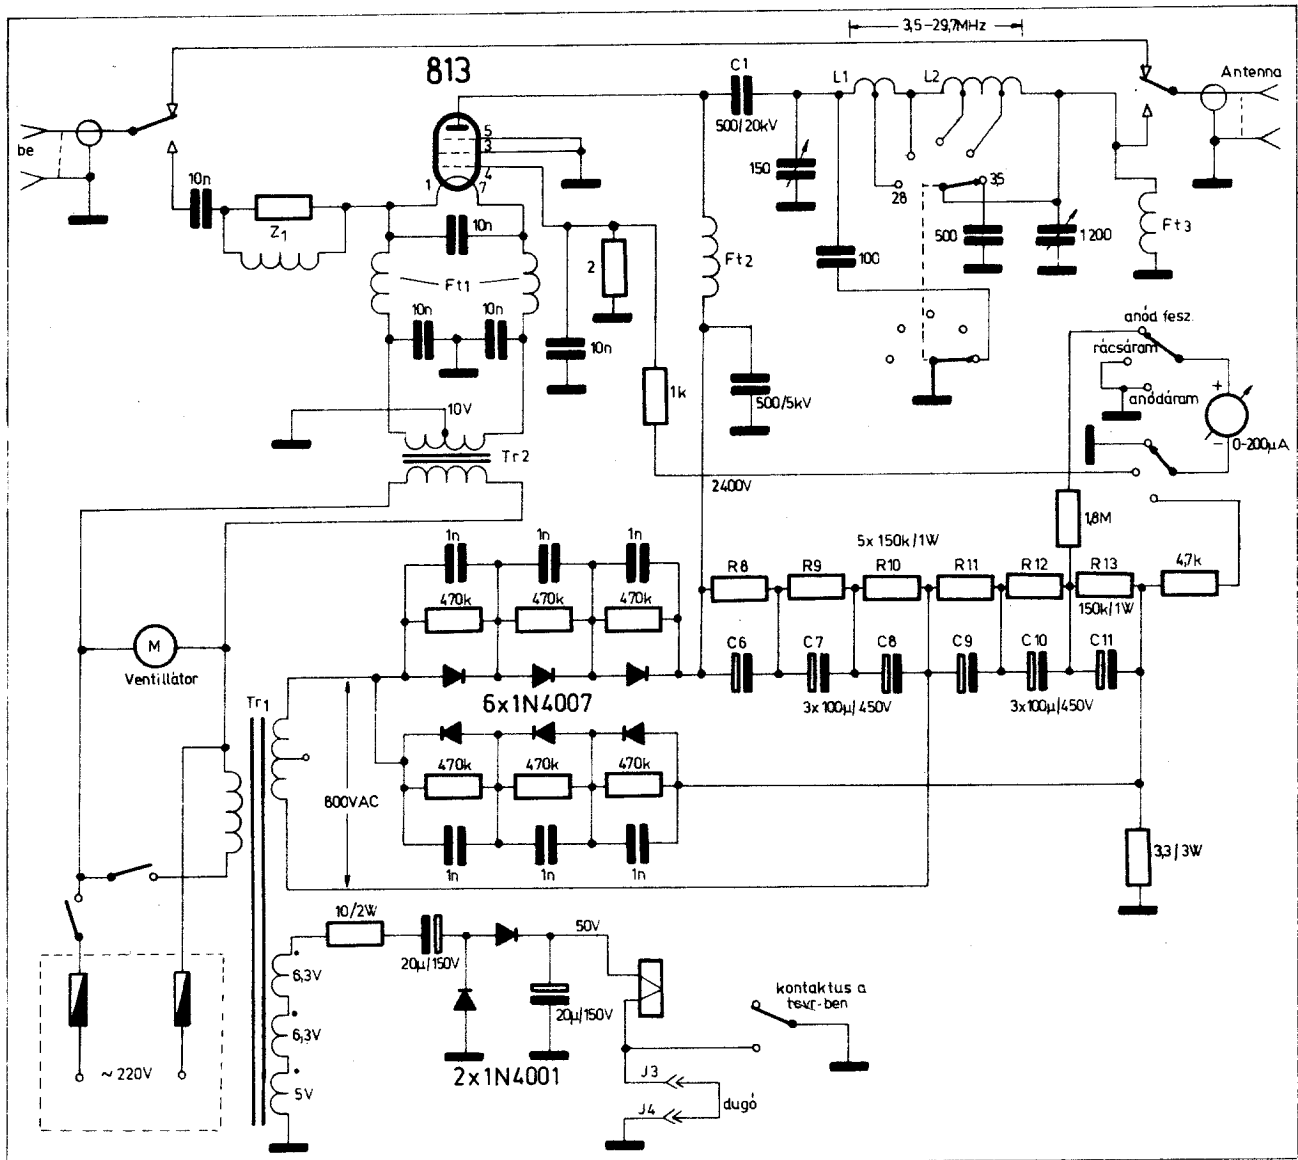 3,5-29,7MHz
813
C1
L1
L2
Antenna
500/20kV
be
5
3
4
1
7
150
10n
Z1
10n
28
3,5
500
1200
Ft3
2
Ft2
100
Ft1
10n
10n
10n
anód fesz.
rácsáram
anódáram
+
1k
500/5kV
10V
−
0-200µA
Tr2
2400V
1,8M
1n
1n
1n
5x150k/1W
R8
R9
R10
R11
R12
R13
4,7k
470k
470k
470k
150k/1W
M
Ventillátor
C6
C7
C8
C9
C10
C11
6x1N4007
3x100µ/450V
3x100µ/450V
Tr1
470k
470k
470k
800VAC
3,3/3W
1n
1n
1n
10/2W
50V
20µ/150V
6,3V
kontaktus a
tcvr-ben
20µ/150V
6,3V
~220V
2x1N4001
J3
5V
dugó
J4